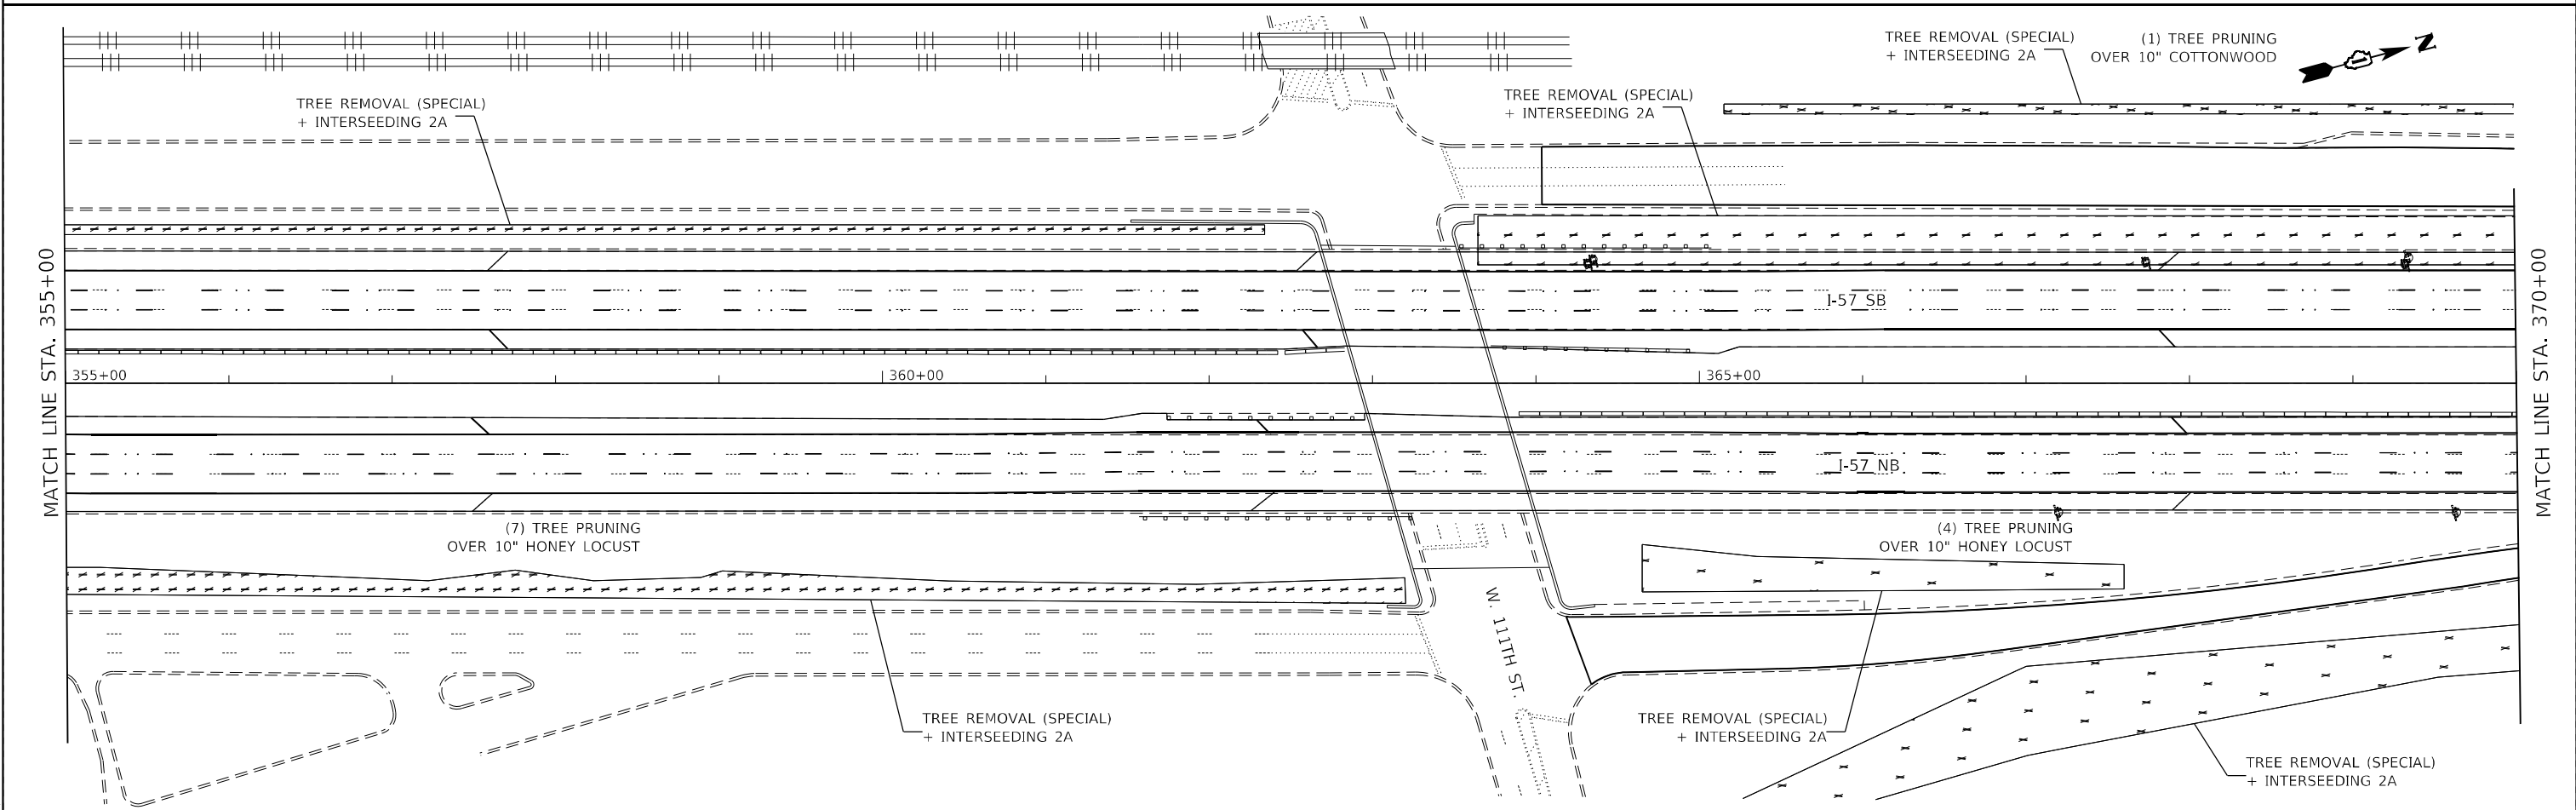 TREE REMOVAL (SPECIAL)
+ INTERSEEDING 2A
(1) TREE PRUNING
OVER 10" COTTONWOOD
N
TREE REMOVAL (SPECIAL)
+ INTERSEEDING 2A
TREE REMOVAL (SPECIAL)
+ INTERSEEDING 2A
MATCH LINE STA. 355+00
MATCH LINE STA. 370+00
I-57 SB
355+00
360+00
365+00
I-57 NB
(7) TREE PRUNING
OVER 10" HONEY LOCUST
(4) TREE PRUNING
OVER 10" HONEY LOCUST
W. 111TH ST.
TREE REMOVAL (SPECIAL)
+ INTERSEEDING 2A
TREE REMOVAL (SPECIAL)
+ INTERSEEDING 2A
TREE REMOVAL (SPECIAL)
+ INTERSEEDING 2A